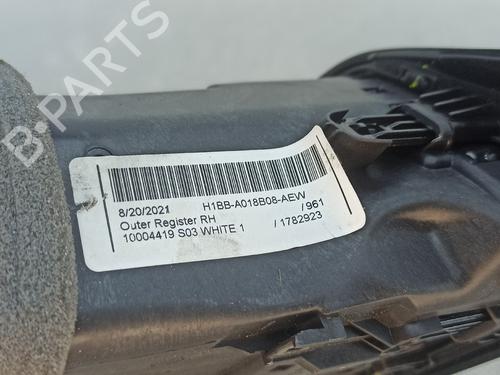 B-PARTS
8/20/2021 H1BB-A018B08-AEW
Outer Register RH /961
10004419 S03 WHITE 1 /1782923